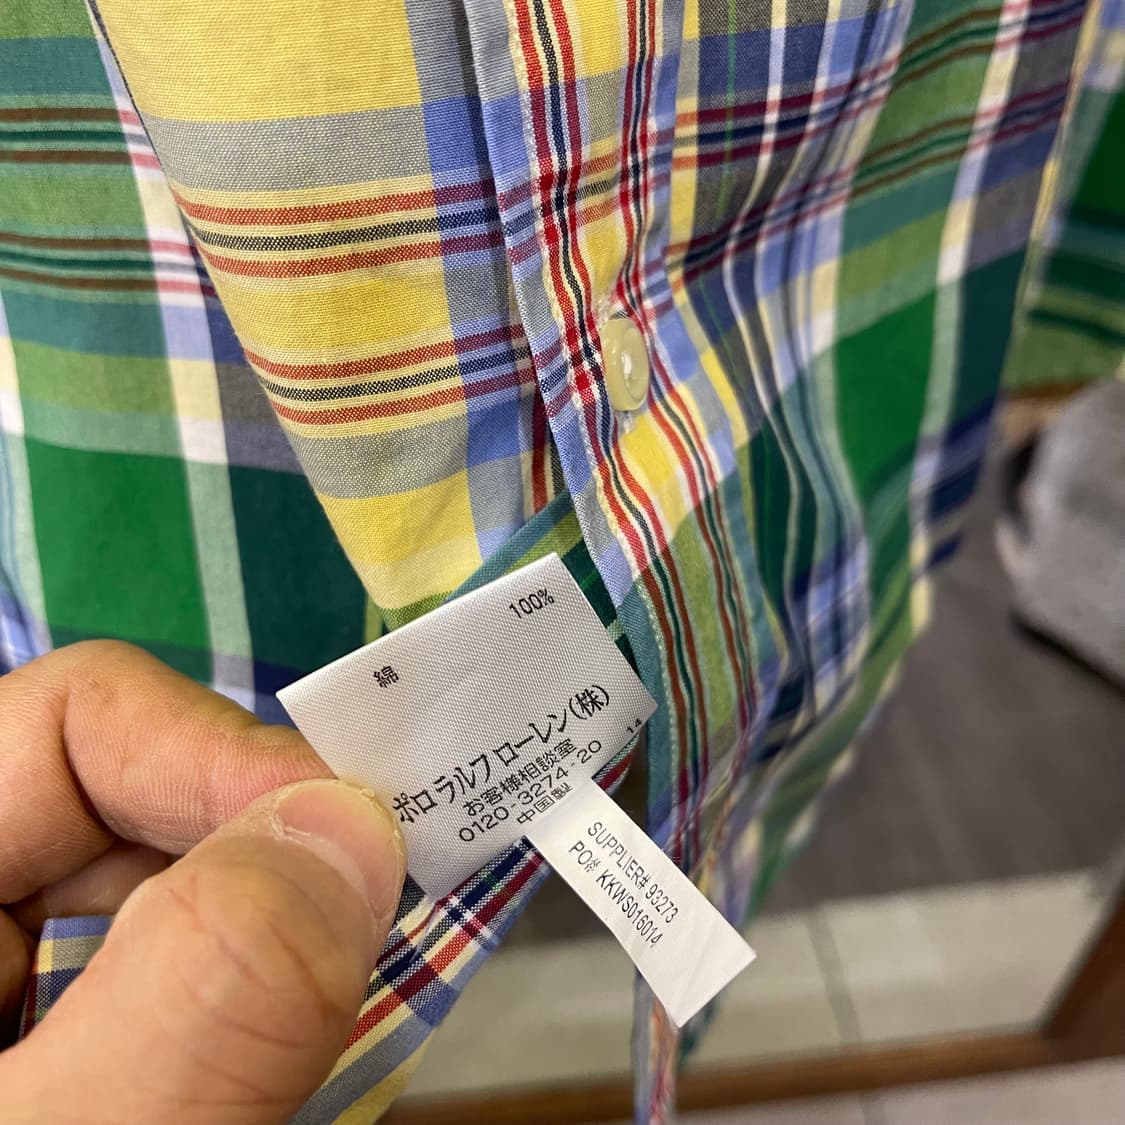 綿 100%
ポロ ラルフ ローレン(株)
お客様相談室
0120-3274-20
中国製
14
SUPPLIER# 93273
PO# KKWS016014